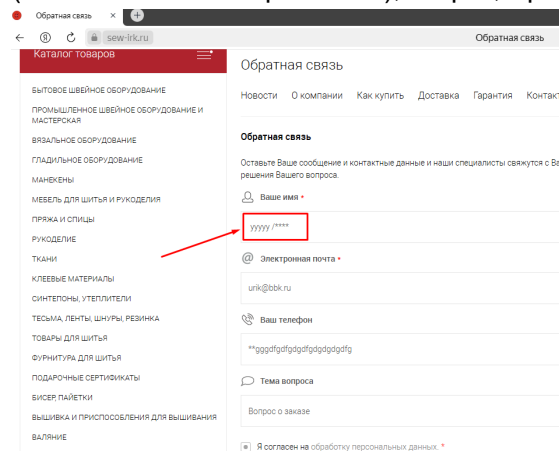 Обратная связь
sew-irk.ru
Обратная связь
Каталог товаров
БЫТОВОЕ ШВЕЙНОЕ ОБОРУДОВАНИЕ
ПРОМЫШЛЕННОЕ ШВЕЙНОЕ ОБОРУДОВАНИЕ И
МАСТЕРСКАЯ
ВЯЗАЛЬНОЕ ОБОРУДОВАНИЕ
ГЛАДИЛЬНОЕ ОБОРУДОВАНИЕ
МАНЕКЕНЫ
МЕБЕЛЬ ДЛЯ ШИТЬЯ И РУКОДЕЛИЯ
ПРЯЖА И СПИЦЫ
РУКОДЕЛИЕ
ТКАНИ
КЛЕЕВЫЕ МАТЕРИАЛЫ
СИНТЕПОНЫ, УТЕПЛИТЕЛИ
ТЕСЬМА, ЛЕНТЫ, ШНУРЫ, РЕЗИНКА
ТОВАРЫ ДЛЯ ШИТЬЯ
ФУРНИТУРА ДЛЯ ШИТЬЯ
ПОДАРОЧНЫЕ СЕРТИФИКАТЫ
БИСЕР, ПАЙЕТКИ
ВЫШИВКА И ПРИСПОСОБЛЕНИЯ ДЛЯ ВЫШИВАНИЯ
ВАЛЯНИЕ
Обратная связь
Новости О компании Как купить Доставка Гарантия Контак
Обратная связь
Оставьте Ваше сообщение и контактные данные и наши специалисты свяжутся с Ва
решения Вашего вопроса.
Ваше имя •
yyyyy /****
@ Электронная почта •
urik@bbk.ru
Ваш телефон
**gggdfgdfgdgdfgdgdgdgdfg
Тема вопроса
Вопрос о заказе
Я согласен на обработку персональных данных. *